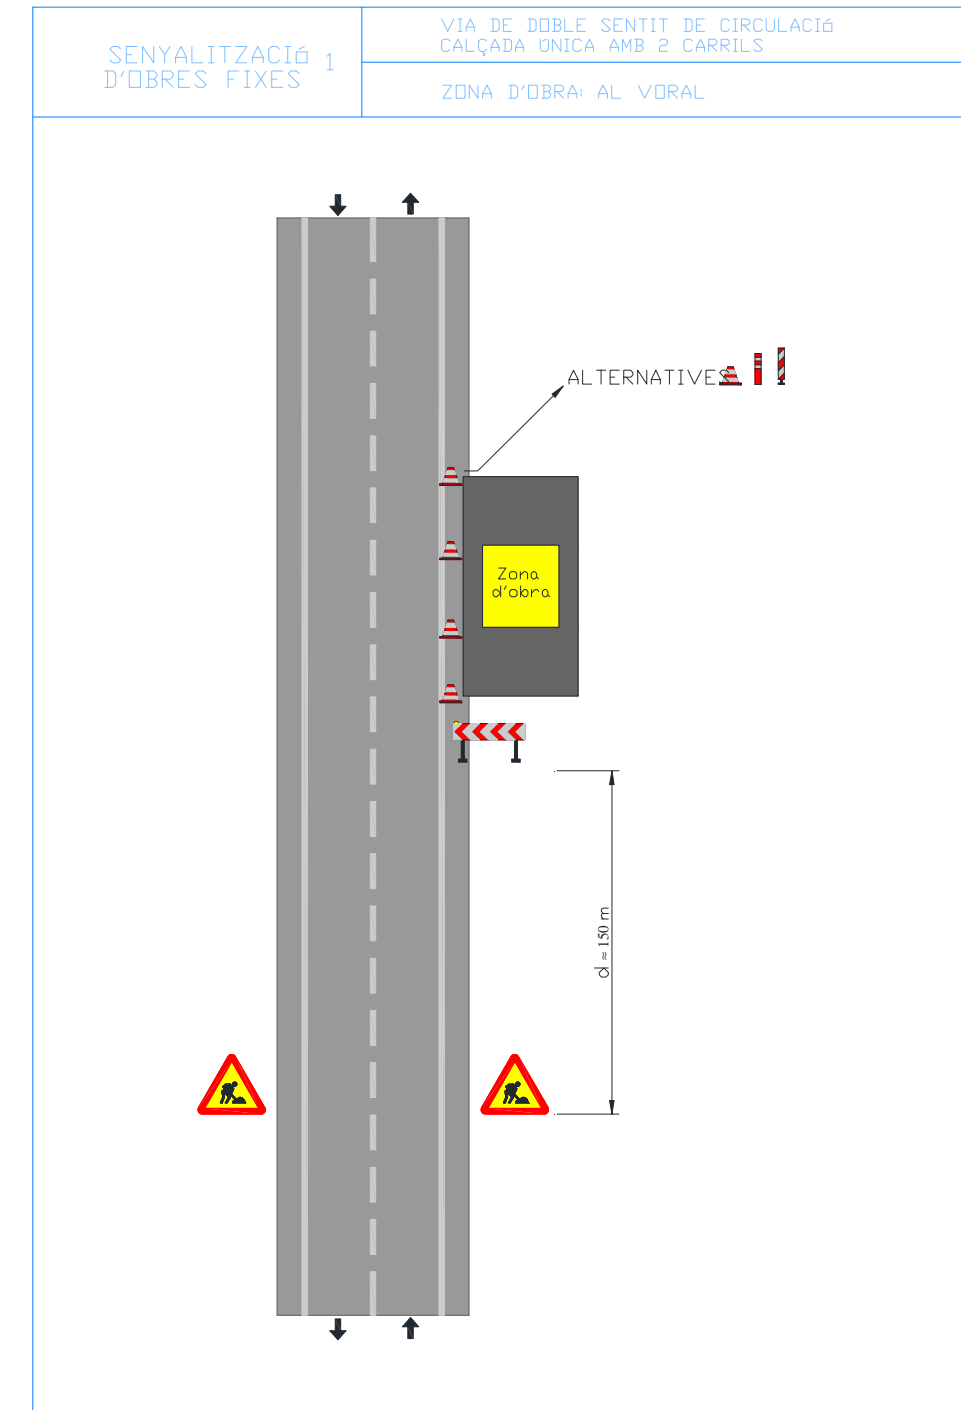 SENYALITZACIó 1
D'OBRES FIXES
VIA DE DOBLE SENTIT DE CIRCULACIó
CALÇADA ÚNICA AMB 2 CARRILS
ZONA D'OBRA: AL VORAL
ALTERNATIVES
Zona
d'obra
d ≈ 150 m